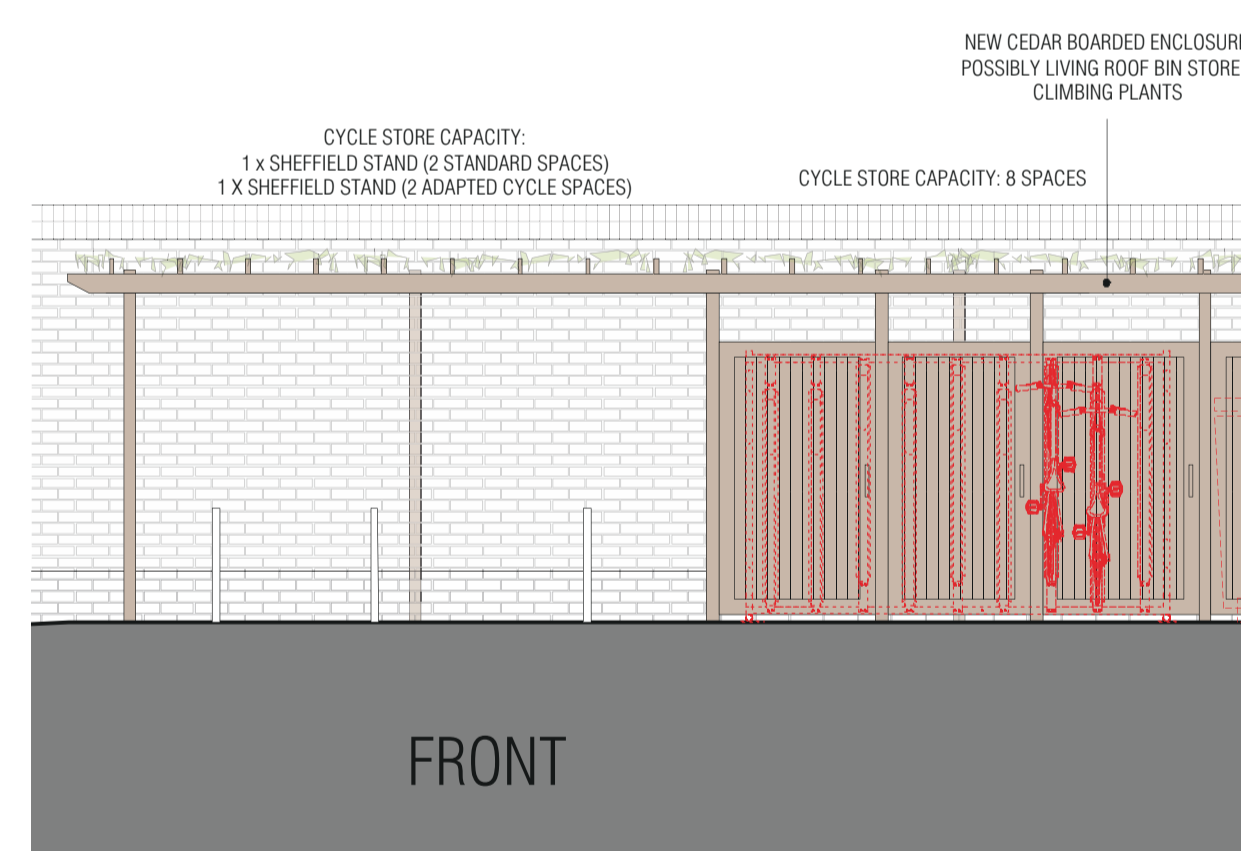 NEW CEDAR BOARDED ENCLOSURE
POSSIBLY LIVING ROOF BIN STORE
CLIMBING PLANTS
CYCLE STORE CAPACITY:
1 x SHEFFIELD STAND (2 STANDARD SPACES)
1 X SHEFFIELD STAND (2 ADAPTED CYCLE SPACES)
CYCLE STORE CAPACITY: 8 SPACES
FRONT